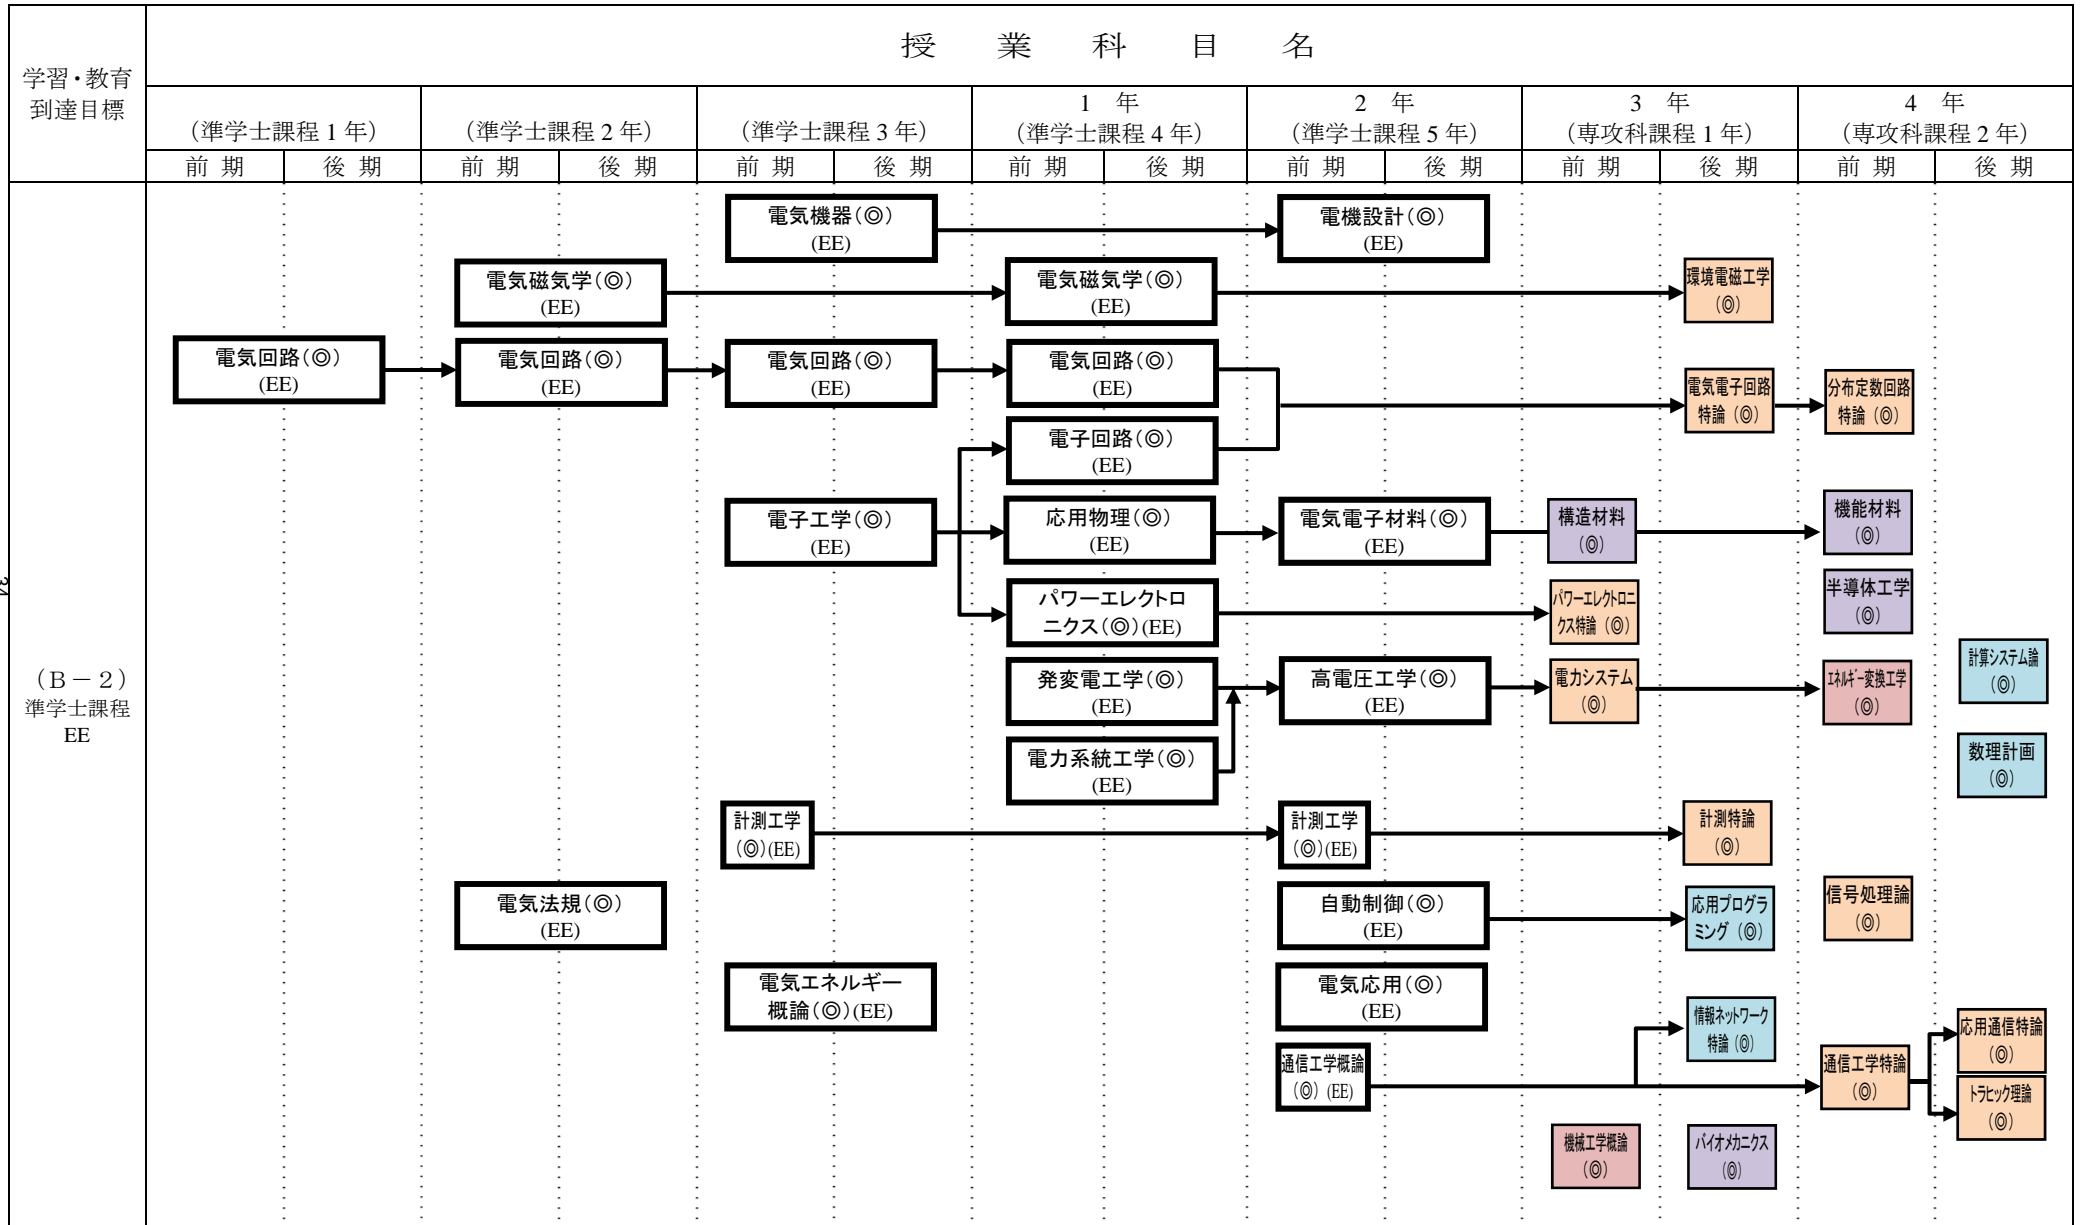 授 業 科 目 名
学習・教育
到達目標
(準学士課程 1 年)
(準学士課程 2 年)
(準学士課程 3 年)
1 年
(準学士課程 4 年)
2 年
(準学士課程 5 年)
3 年
(専攻科課程 1 年)
4 年
(専攻科課程 2 年)
前 期 後 期 前 期 後 期 前 期 後 期 前 期 後 期 前 期 後 期 前 期 後 期 前 期 後 期
電気機器(◎)
(EE)
電機設計(◎)
(EE)
電気磁気学(◎)
(EE)
電気磁気学(◎)
(EE)
環境電磁工学
(◎)
電気回路(◎)
(EE)
電気回路(◎)
(EE)
電気回路(◎)
(EE)
電気回路(◎)
(EE)
電気電子回路
特論(◎)
分布定数回路
特論(◎)
電子回路(◎)
(EE)
電子工学(◎)
(EE)
応用物理(◎)
(EE)
電気電子材料(◎)
(EE)
構造材料
(◎)
機能材料
(◎)
パワーエレクトロ
ニクス(◎)(EE)
パワーエレクトロニ
クス特論(◎)
半導体工学
(◎)
34
(B-2)
準学士課程
EE
発変電工学(◎)
(EE)
高電圧工学(◎)
(EE)
電力システム
(◎)
エネルギー変換工学
(◎)
計算システム論
(◎)
電力系統工学(◎)
(EE)
数理計画
(◎)
計測工学
(◎)(EE)
計測工学
(◎)(EE)
計測特論
(◎)
電気法規(◎)
(EE)
自動制御(◎)
(EE)
応用プログラ
ミング(◎)
信号処理論
(◎)
電気エネルギー
概論(◎)(EE)
電気応用(◎)
(EE)
情報ネットワーク
特論(◎)
応用通信特論
(◎)
通信工学概論
(◎)(EE)
通信工学特論
(◎)
トラヒック理論
(◎)
機械工学概論
(◎)
バイオメカニクス
(◎)